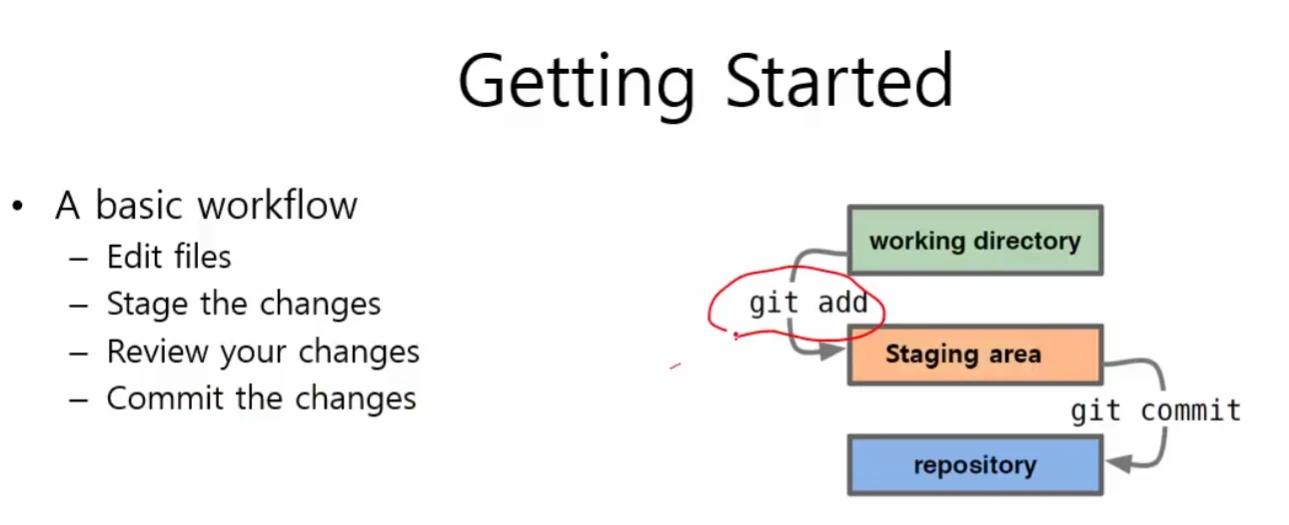 Getting Started
• A basic workflow
– Edit files
– Stage the changes
– Review your changes
– Commit the changes
working directory
git add
Staging area
git commit
repository